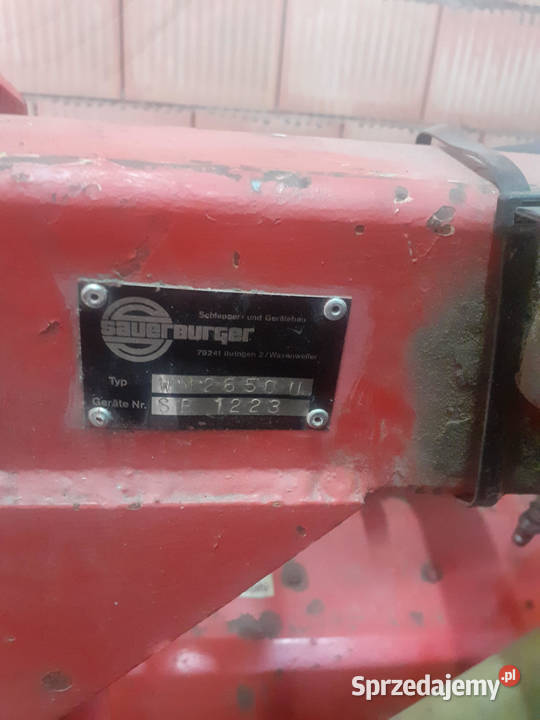 sauerburger
Schlepper- und Gerätebau
79241 Ihringen 2/Wasenweiler
Typ WM 2650 U
Geräte Nr. SF 1223
Sprzedajemy.pl